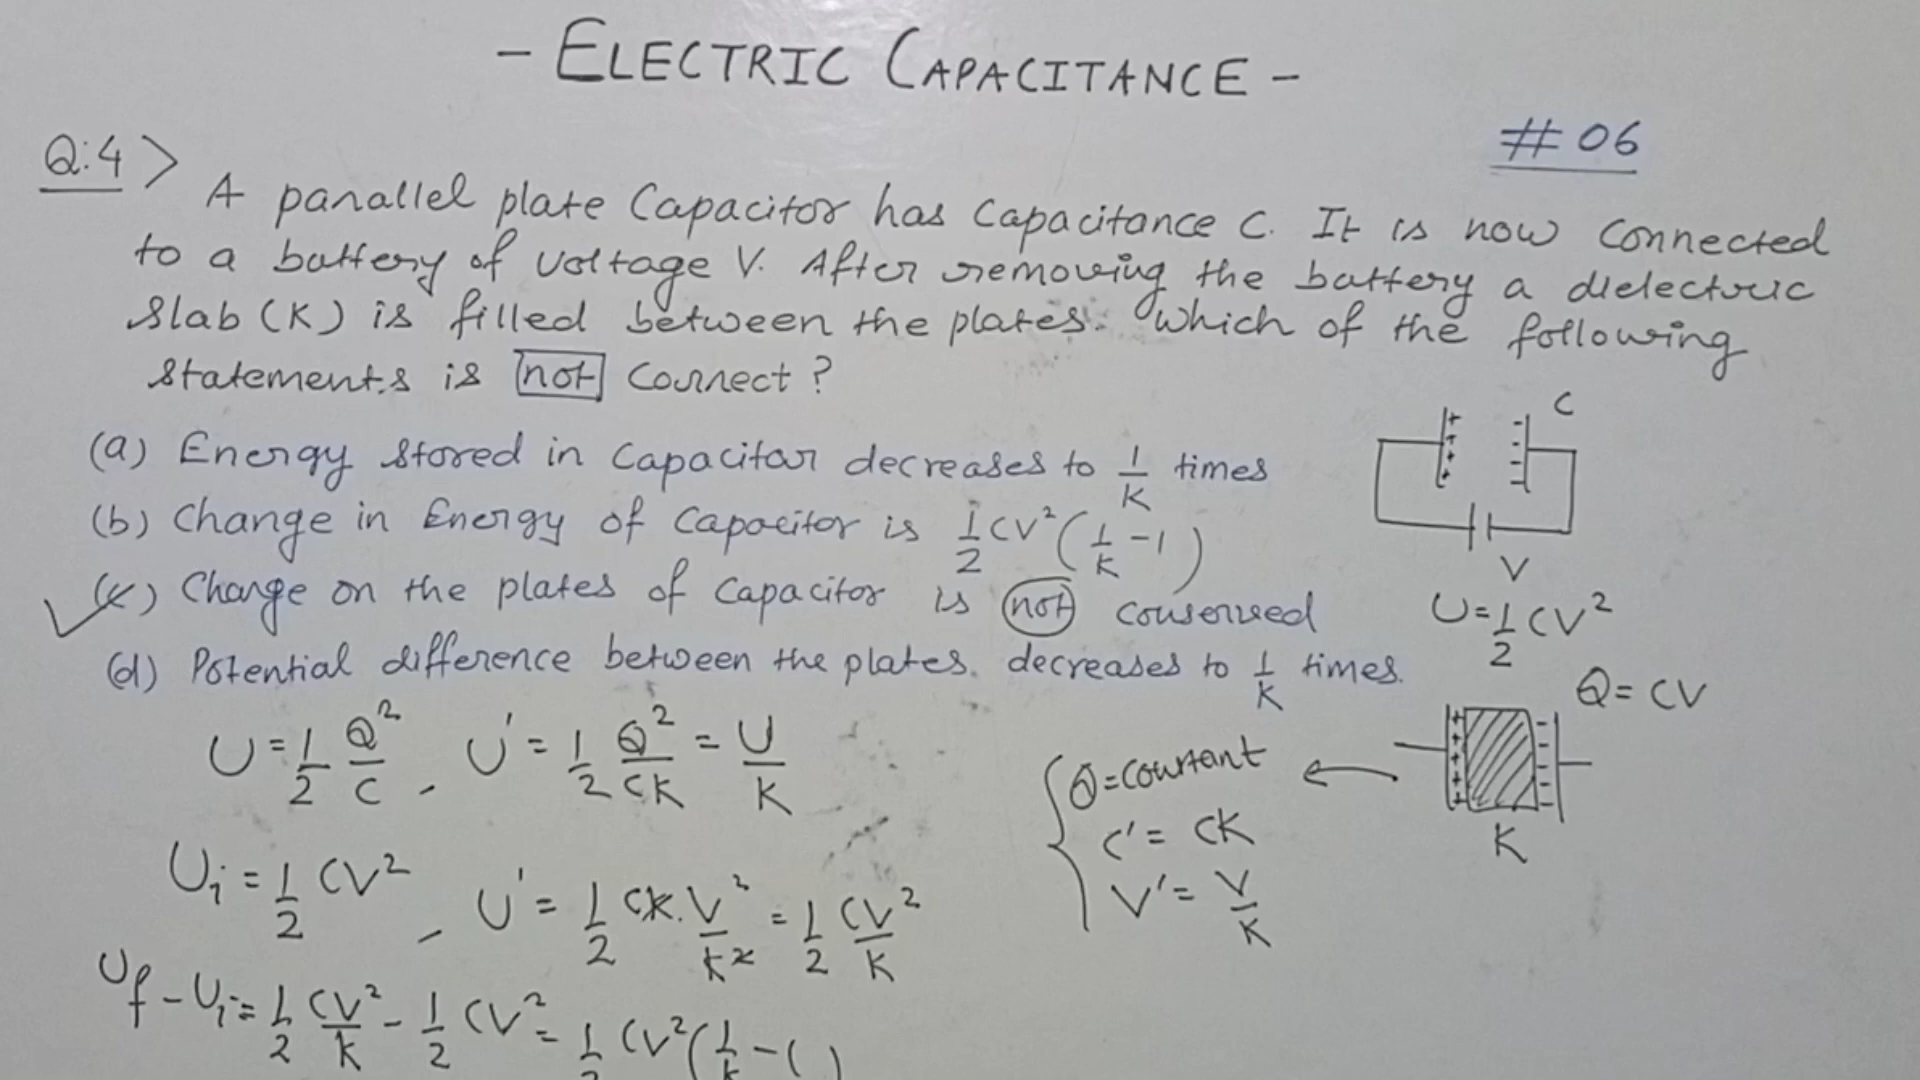 - ELECTRIC CAPACITANCE -
# 06
Q:4> A parallel plate Capacitor has Capacitance C. It is now Connected
to a battery of voltage V. After removing the battery a dielectric
slab (K) is filled between the plates. Which of the following
statements is not Correct?
(a) Energy stored in Capacitor decreases to 1/K times
(b) Change in Energy of Capacitor is 1/2 CV² (1/K - 1)
(c) Charge on the plates of Capacitor is not conserved
(d) Potential difference between the plates. decreases to 1/K times.
+ + + + - - - - C
V
U = 1/2 CV²
Q = CV
+ + + + + - - - - -
K
Q = constant
C' = CK
V' = V/K
U = 1/2 Q²/C , U' = 1/2 Q²/CK = U/K
Ui = 1/2 CV² , U' = 1/2 CK. V²/K² = 1/2 CV²/K
Uf - Ui = 1/2 CV²/K - 1/2 CV² = 1/2 CV² (1/K - 1)